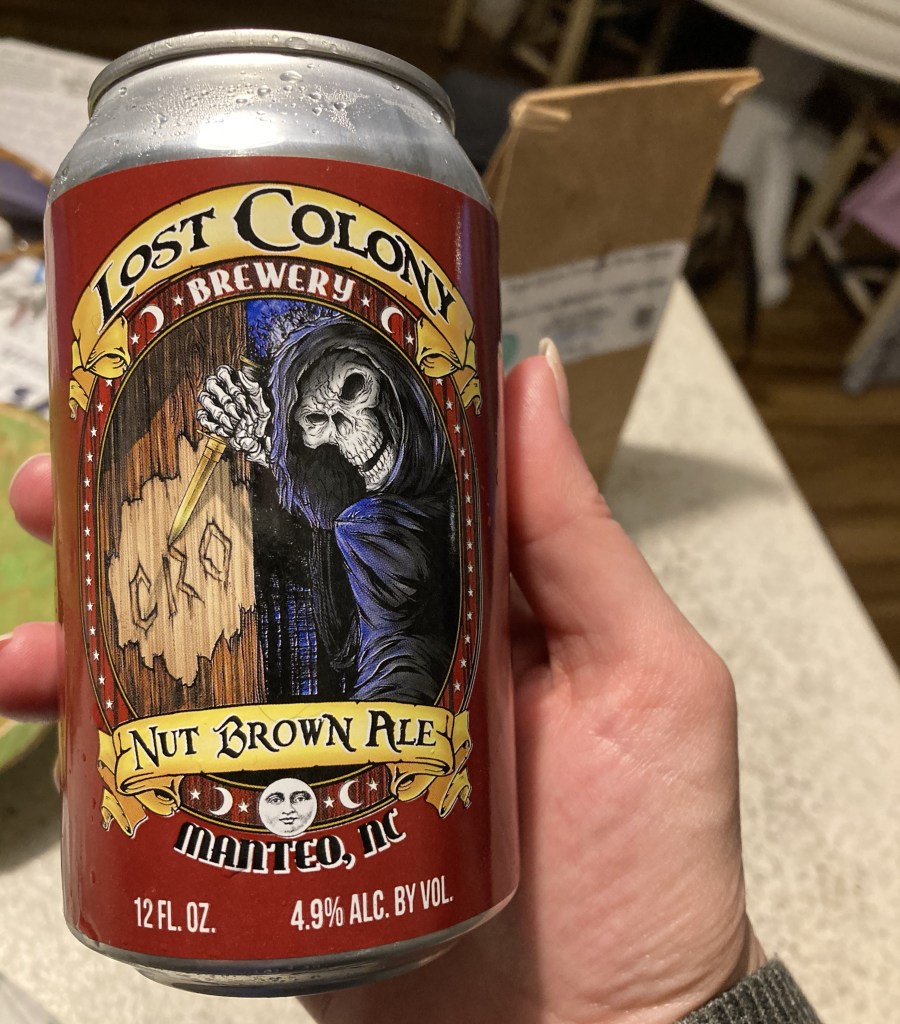 LOST COLONY
BREWERY
CRO
NUT BROWN ALE
MANTEO, NC
12 FL. OZ.
4.9% ALC. BY VOL.